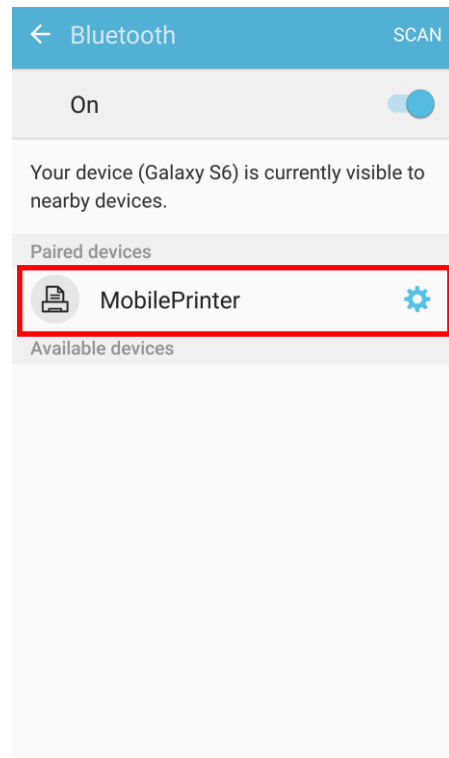 Bluetooth SCAN
On
Your device (Galaxy S6) is currently visible to
nearby devices.
Paired devices
MobilePrinter
Available devices